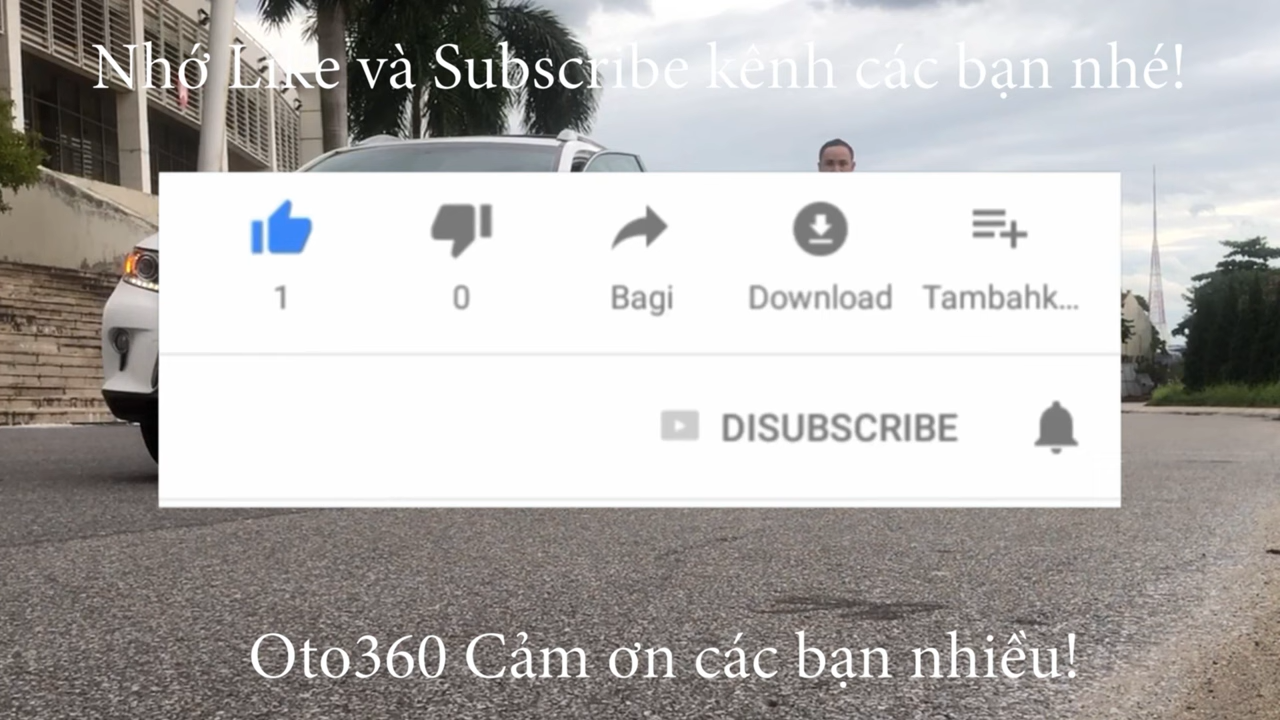 Nhớ Like và Subscribe kênh các bạn nhé!
1 0 Bagi Download Tambahk...
DISUBSCRIBE
Oto360 Cảm ơn các bạn nhiều!